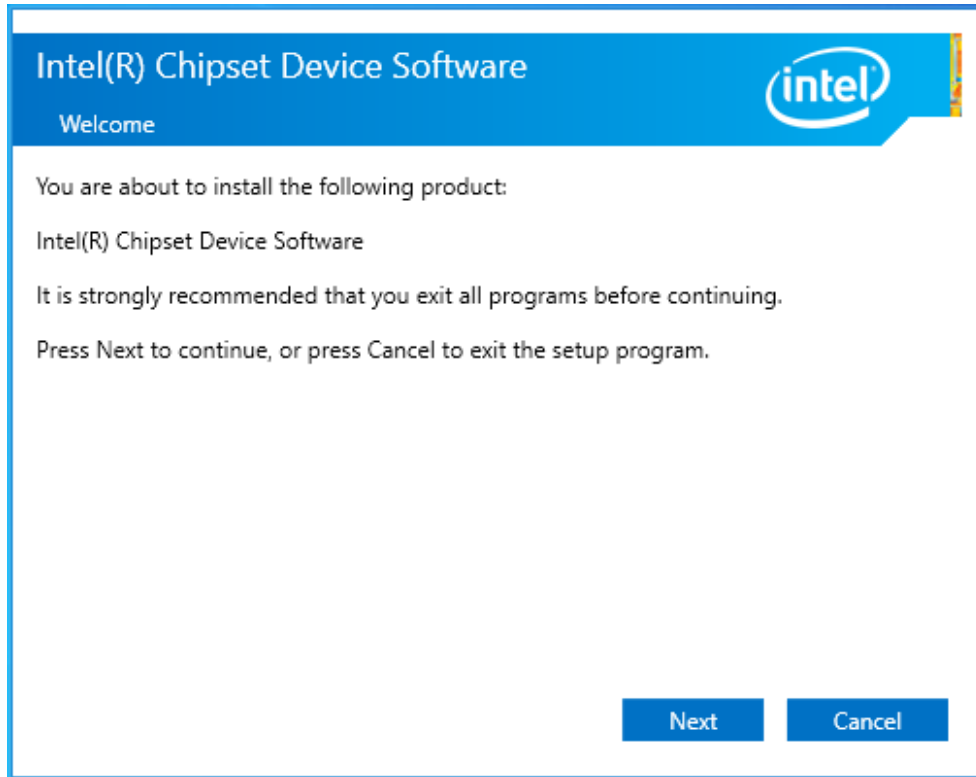 Intel(R) Chipset Device Software
intel
Welcome
You are about to install the following product:
Intel(R) Chipset Device Software
It is strongly recommended that you exit all programs before continuing.
Press Next to continue, or press Cancel to exit the setup program.
Next
Cancel